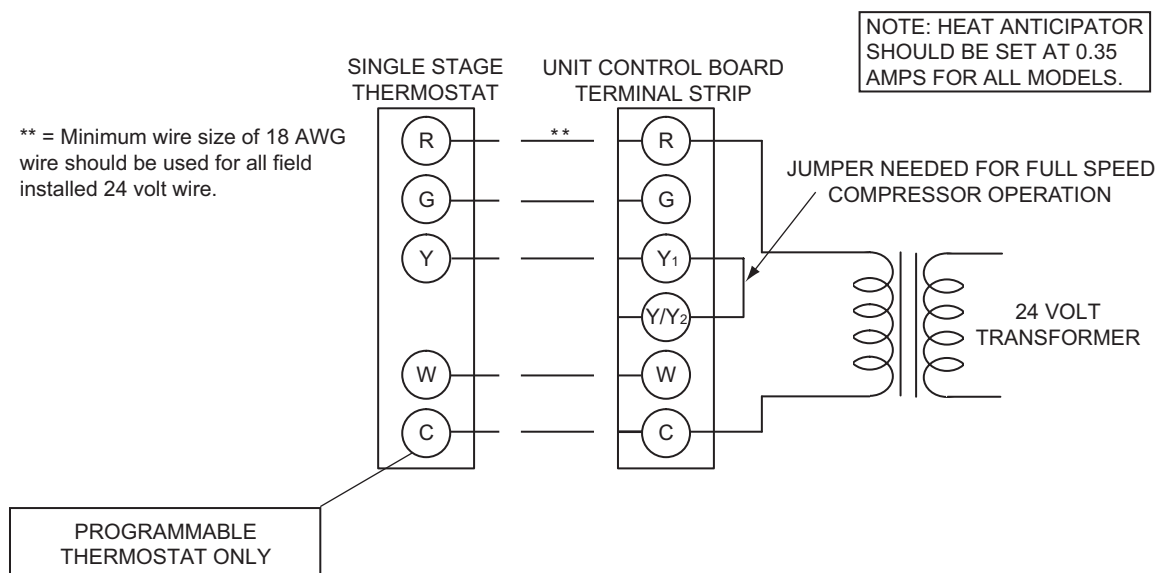 NOTE: HEAT ANTICIPATOR
SHOULD BE SET AT 0.35
AMPS FOR ALL MODELS.
SINGLE STAGE
THERMOSTAT
UNIT CONTROL BOARD
TERMINAL STRIP
** = Minimum wire size of 18 AWG
wire should be used for all field
installed 24 volt wire.
R
**
R
JUMPER NEEDED FOR FULL SPEED
COMPRESSOR OPERATION
G
G
Y
Y1
Y/Y2
24 VOLT
TRANSFORMER
W
W
C
C
PROGRAMMABLE
THERMOSTAT ONLY